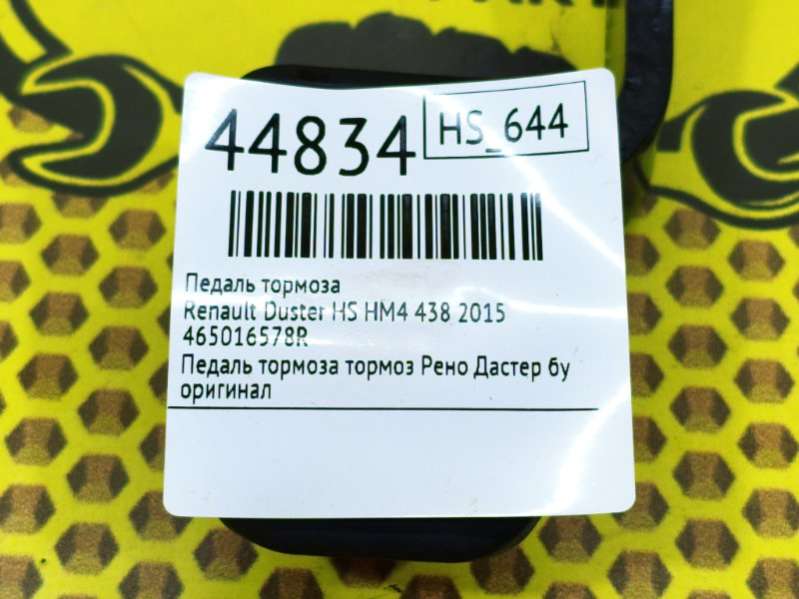 44834
HS_644
Педаль тормоза
Renault Duster HS HM4 438 2015
465016578R
Педаль тормоза тормоз Рено Дастер бу
оригинал